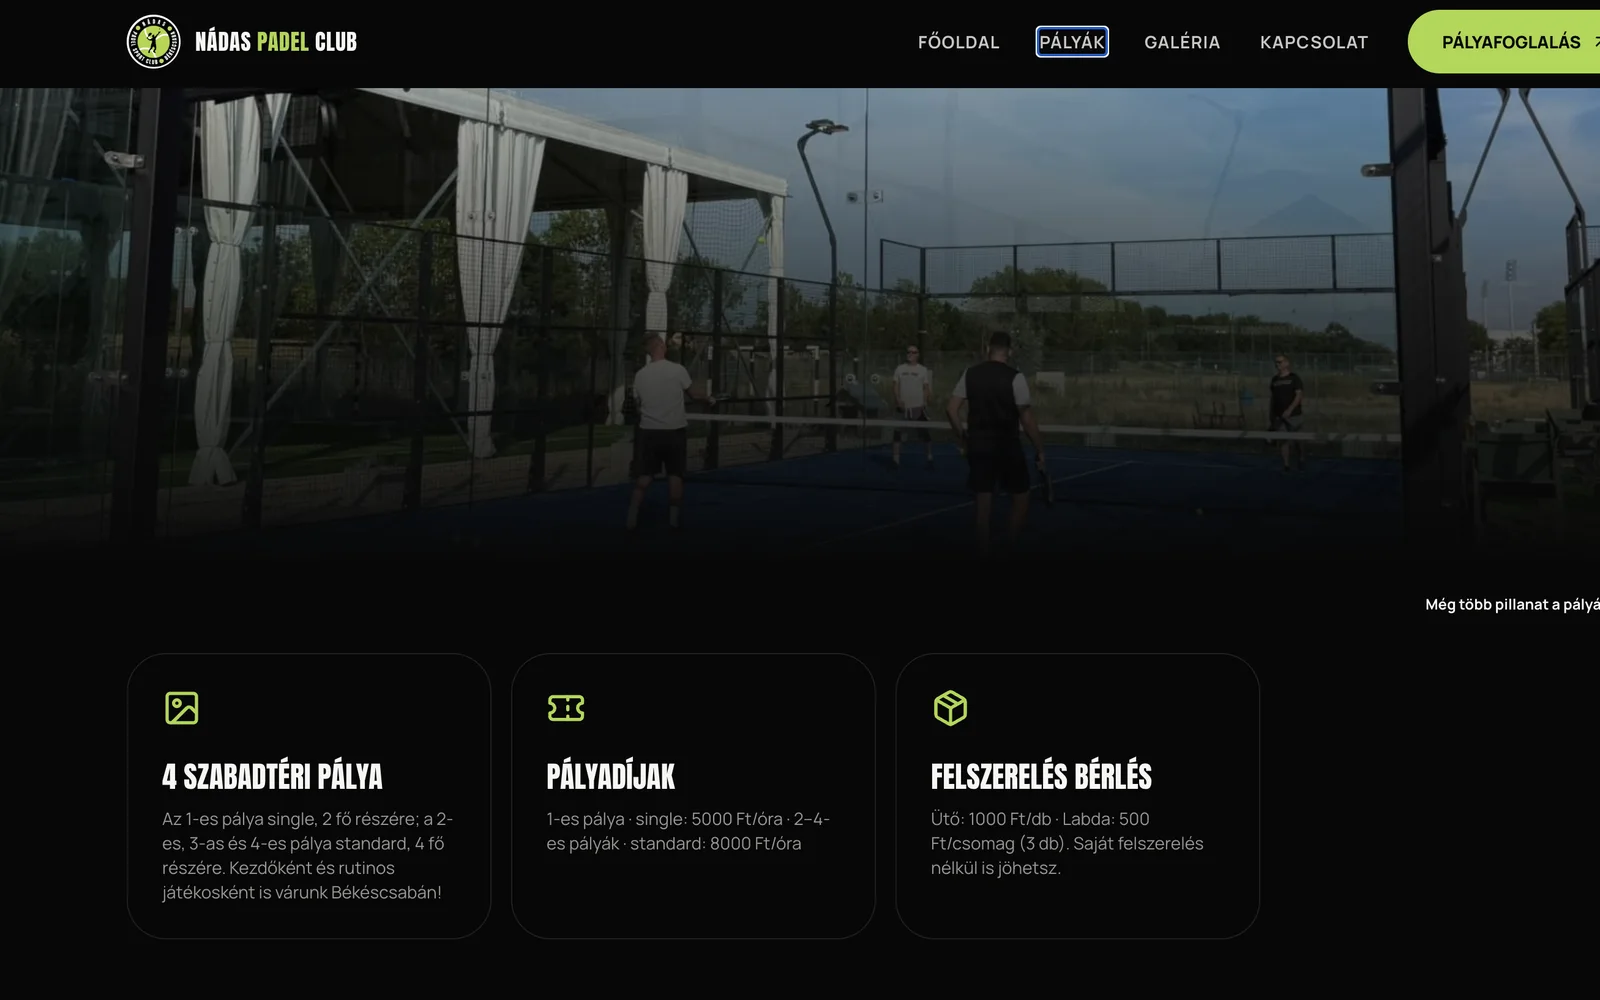 NÁDAS PADEL CLUB
FŐOLDAL
PÁLYÁK
GALÉRIA
KAPCSOLAT
PÁLYAFOGLALÁS
Még több pillanat a
4 SZABADTÉRI PÁLYA
Az 1-es pálya single, 2 fő részére; a 2-
es, 3-as és 4-es pálya standard, 4 fő
részére. Kezdőként és rutinos
játékosként is várunk Békéscsabán!
PÁLYADÍJAK
1-es pálya · single: 5000 Ft/óra · 2–4-
es pályák · standard: 8000 Ft/óra
FELSZERELÉS BÉRLÉS
Ütő: 1000 Ft/db · Labda: 500
Ft/csomag (3 db). Saját felszerelés
nélkül is jöhetsz.